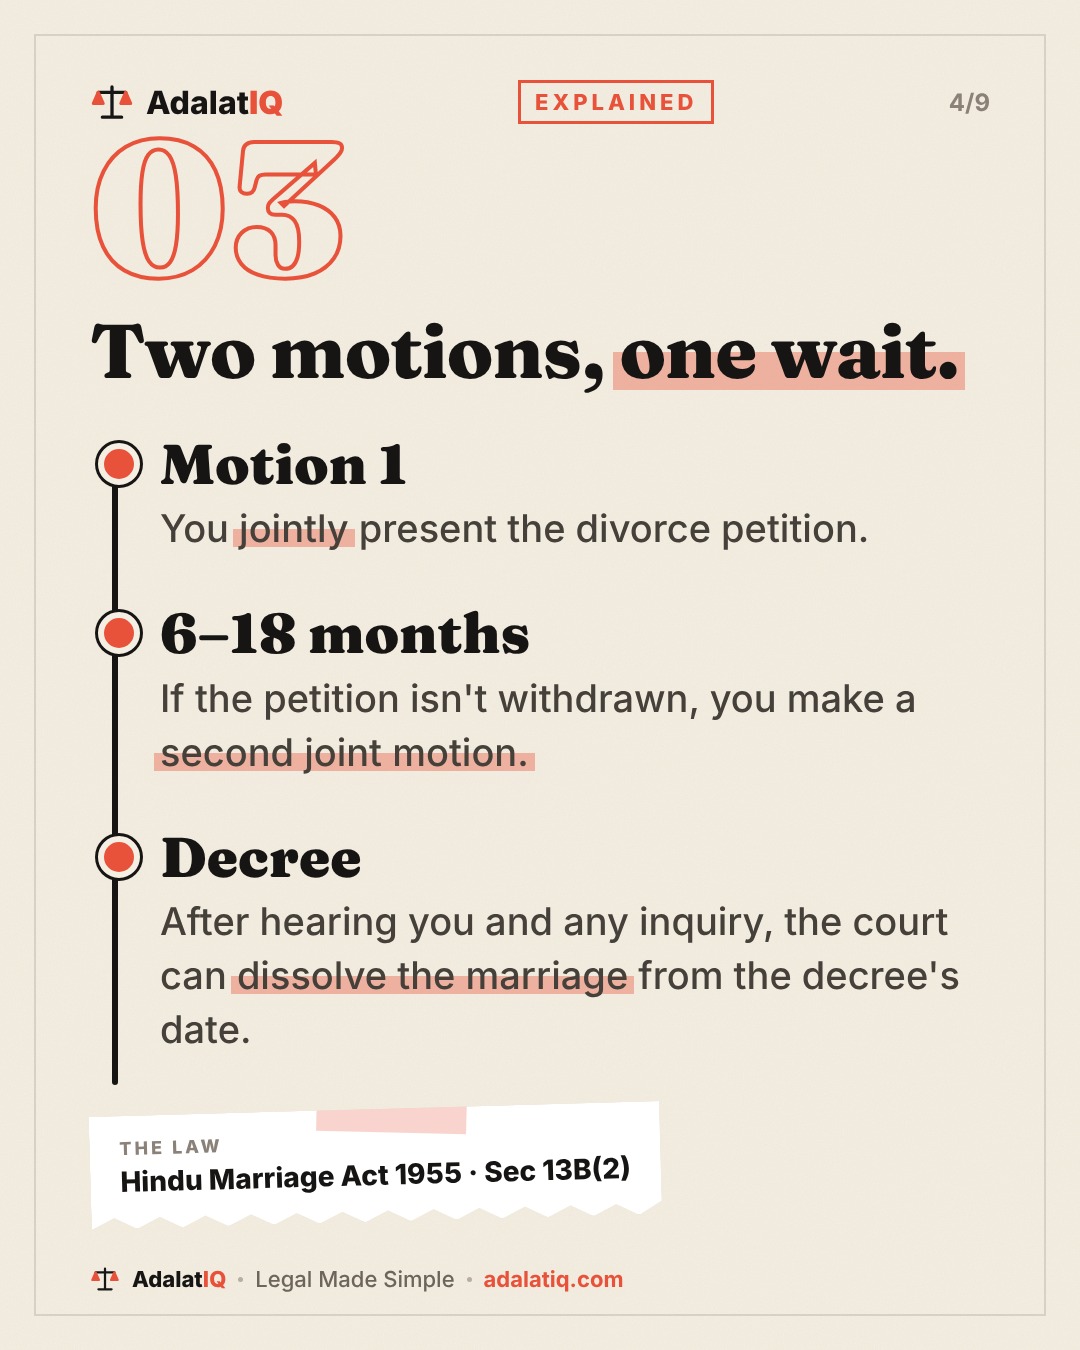 AdalatIQ
EXPLAINED
4/9
03
Two motions, one wait.
Motion 1
You jointly present the divorce petition.
6–18 months
If the petition isn't withdrawn, you make a
second joint motion.
Decree
After hearing you and any inquiry, the court
can dissolve the marriage from the decree's
date.
THE LAW
Hindu Marriage Act 1955 · Sec 13B(2)
AdalatIQ • Legal Made Simple • adalatiq.com